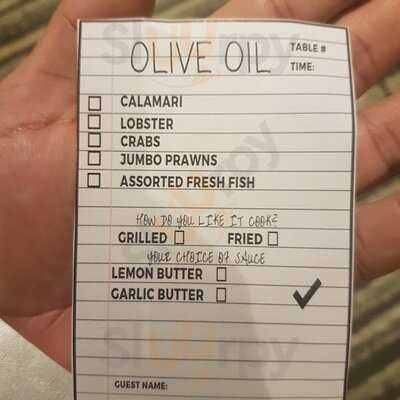 OLIVE OIL
TABLE #
TIME:
CALAMARI
LOBSTER
CRABS
JUMBO PRAWNS
ASSORTED FRESH FISH
HOW DO YOU LIKE IT COOK?
GRILLED FRIED
YOUR CHOICE OF SAUCE
LEMON BUTTER
GARLIC BUTTER
GUEST NAME: